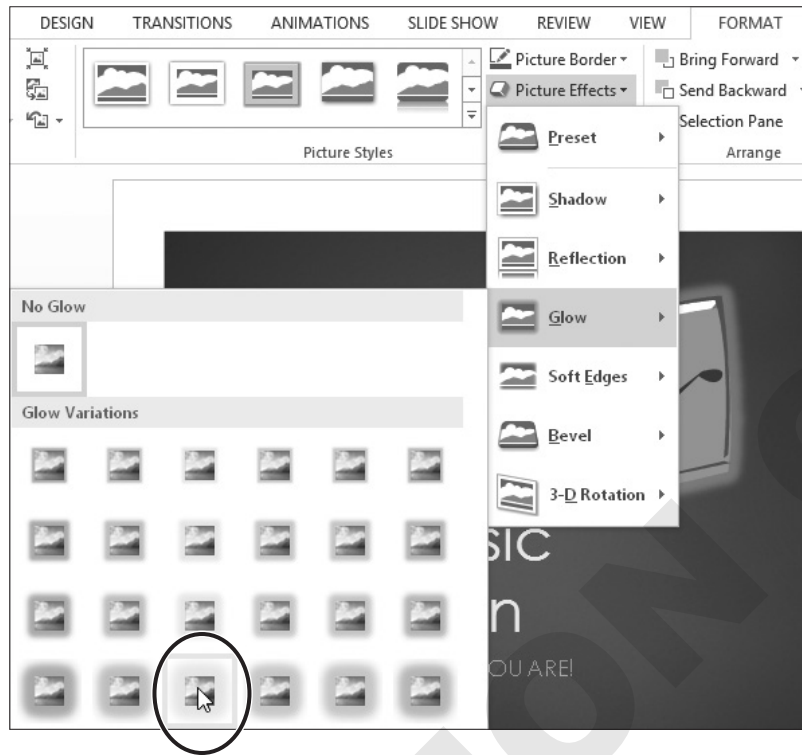 DESIGN TRANSITIONS ANIMATIONS SLIDE SHOW REVIEW VIEW FORMAT
Picture Border
Picture Effects
Bring Forward
Send Backward
Selection Pane
Picture Styles
Arrange
Preset
Shadow
Reflection
Glow
Soft Edges
Bevel
3-D Rotation
No Glow
Glow Variations
SIC
n
OU ARE!